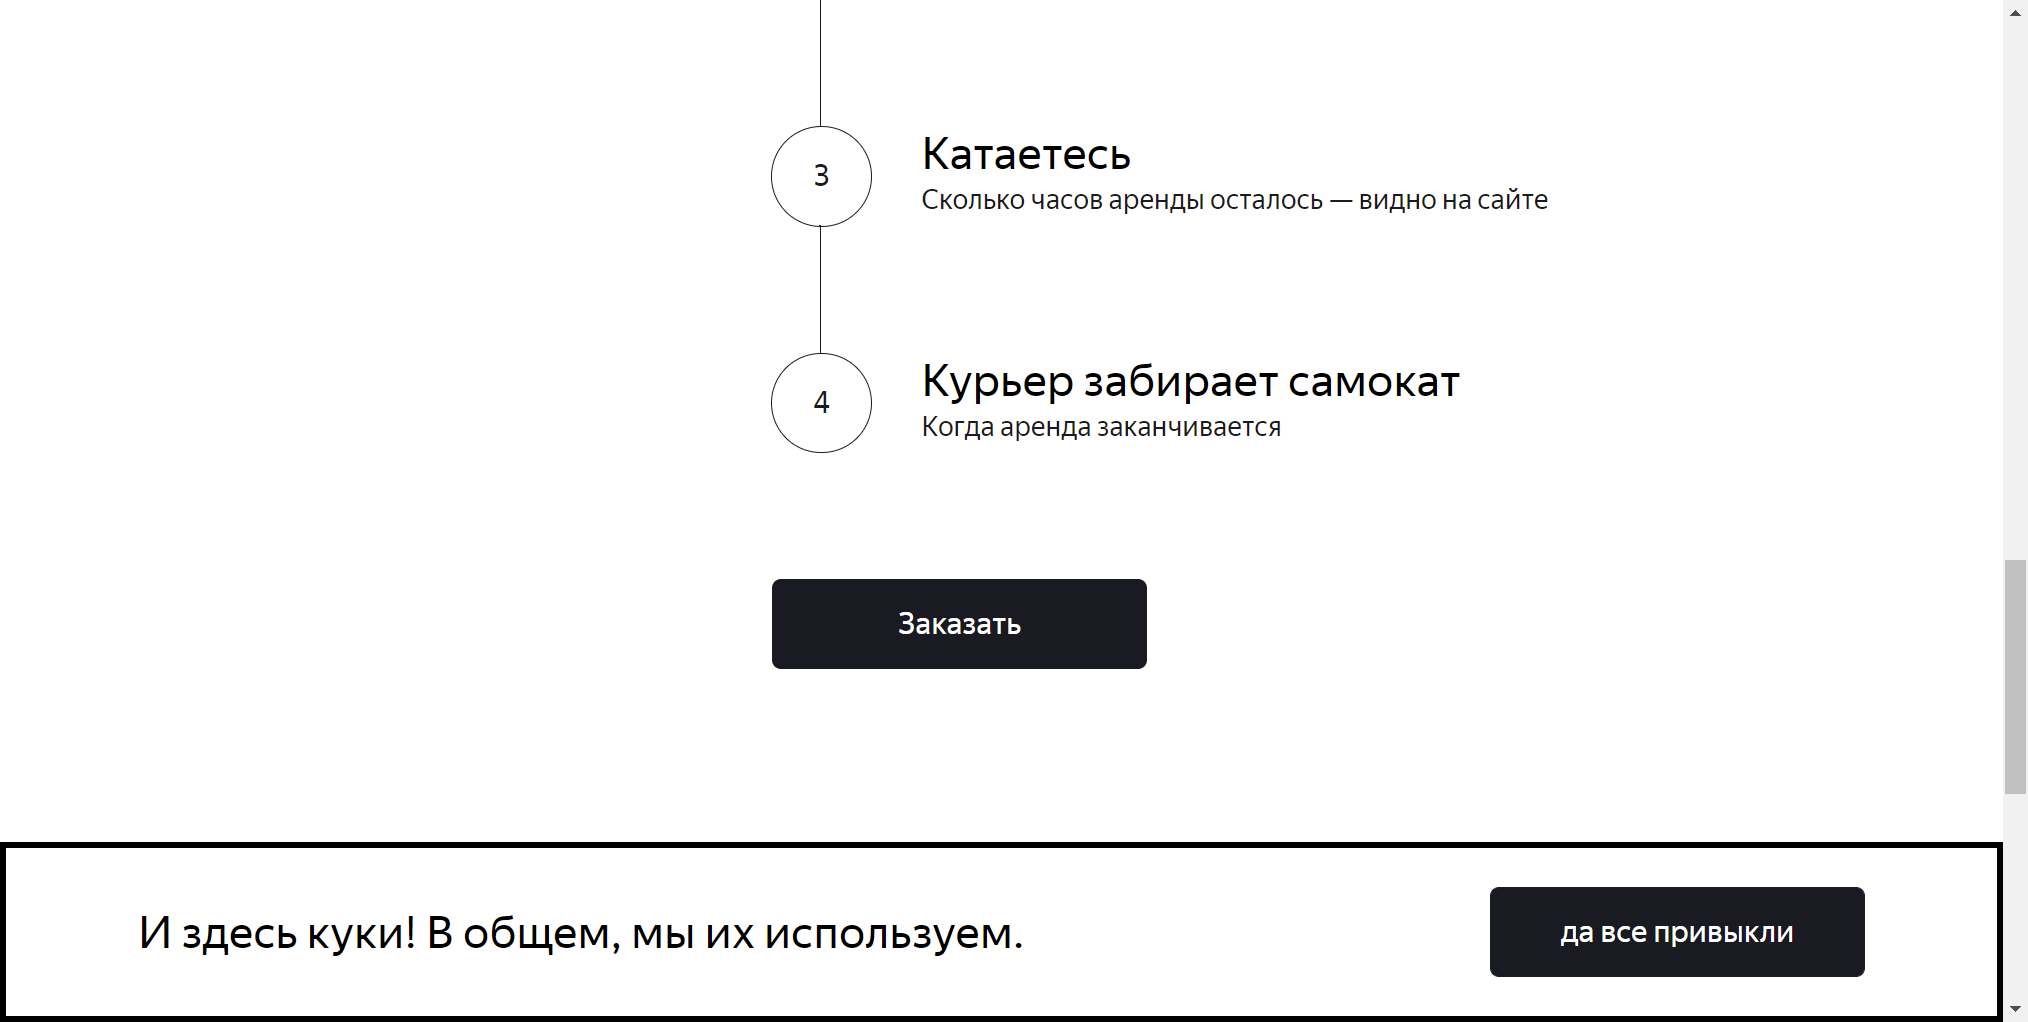 3
Катаетесь
Сколько часов аренды осталось — видно на сайте
4
Курьер забирает самокат
Когда аренда заканчивается
Заказать
И здесь куки! В общем, мы их используем.
да все привыкли